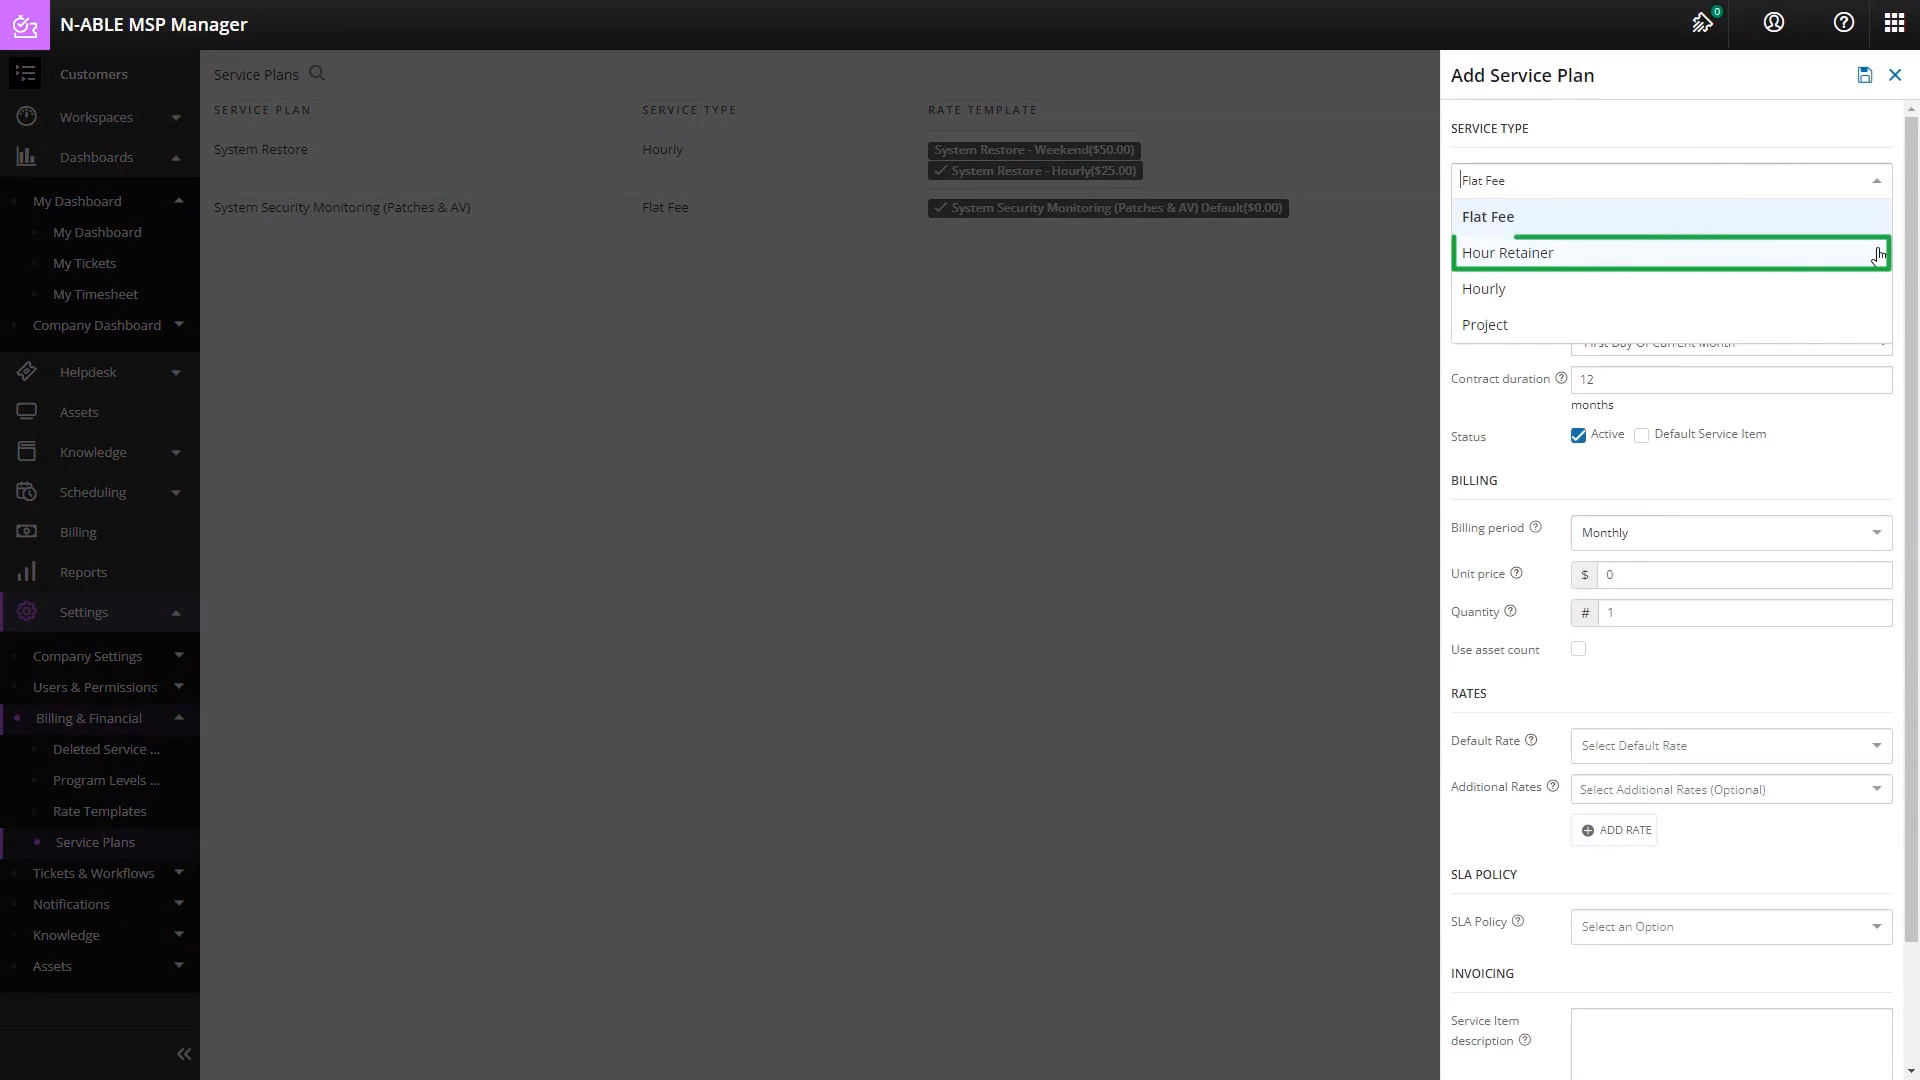 N-ABLE MSP Manager
0
Customers
Workspaces
Dashboards
My Dashboard
My Dashboard
My Tickets
My Timesheet
Company Dashboard
Helpdesk
Assets
Knowledge
Scheduling
Billing
Reports
Settings
Company Settings
Users & Permissions
Billing & Financial
Deleted Service ...
Program Levels ...
Rate Templates
Service Plans
Tickets & Workflows
Notifications
Knowledge
Assets
Service Plans
SERVICE PLAN SERVICE TYPE RATE TEMPLATE
System Restore Hourly System Restore - Weekend($50.00)
System Restore - Hourly($25.00)
System Security Monitoring (Patches & AV) Flat Fee System Security Monitoring (Patches & AV) Default($0.00)
Add Service Plan
SERVICE TYPE
Flat Fee
Flat Fee
Hour Retainer
Hourly
Project
First Day Of Current Month
Contract duration 12
months
Status Active Default Service Item
BILLING
Billing period Monthly
Unit price $ 0
Quantity # 1
Use asset count
RATES
Default Rate Select Default Rate
Additional Rates Select Additional Rates (Optional)
ADD RATE
SLA POLICY
SLA Policy Select an Option
INVOICING
Service Item
description